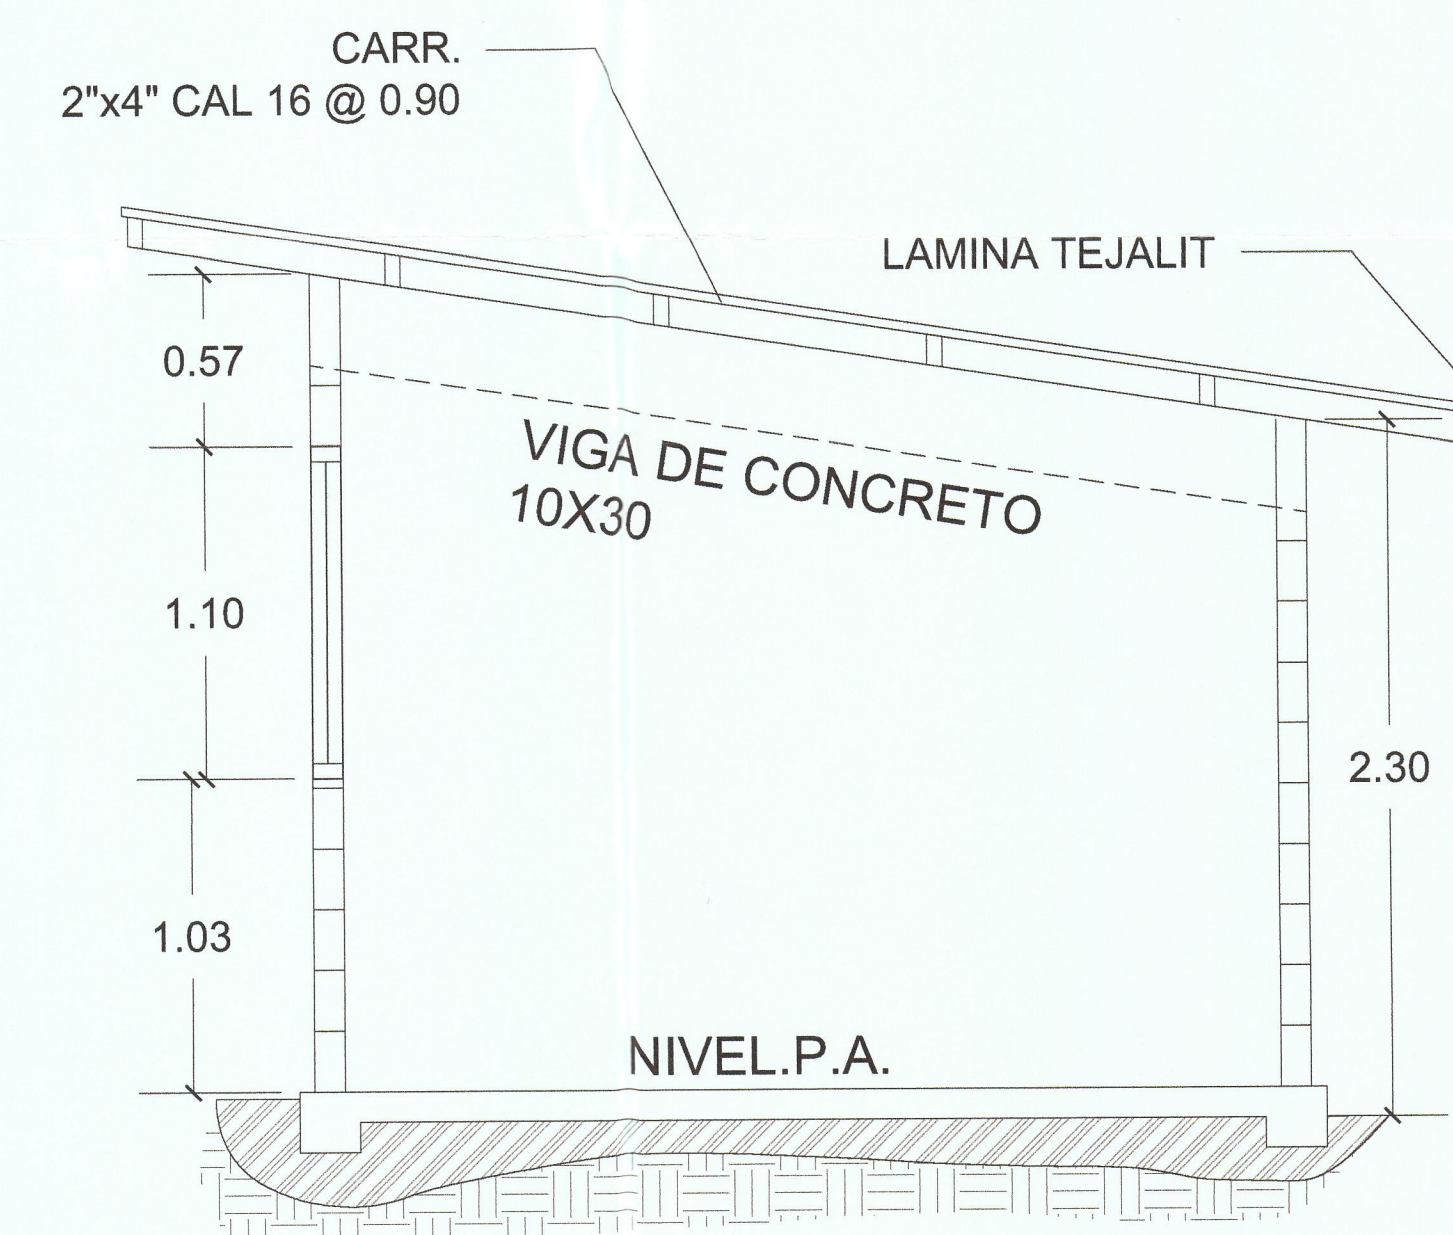 CARR.
2"x4" CAL 16 @ 0.90
LAMINA TEJALIT
0.57
VIGA DE CONCRETO
10X30
1.10
2.30
1.03
NIVEL.P.A.